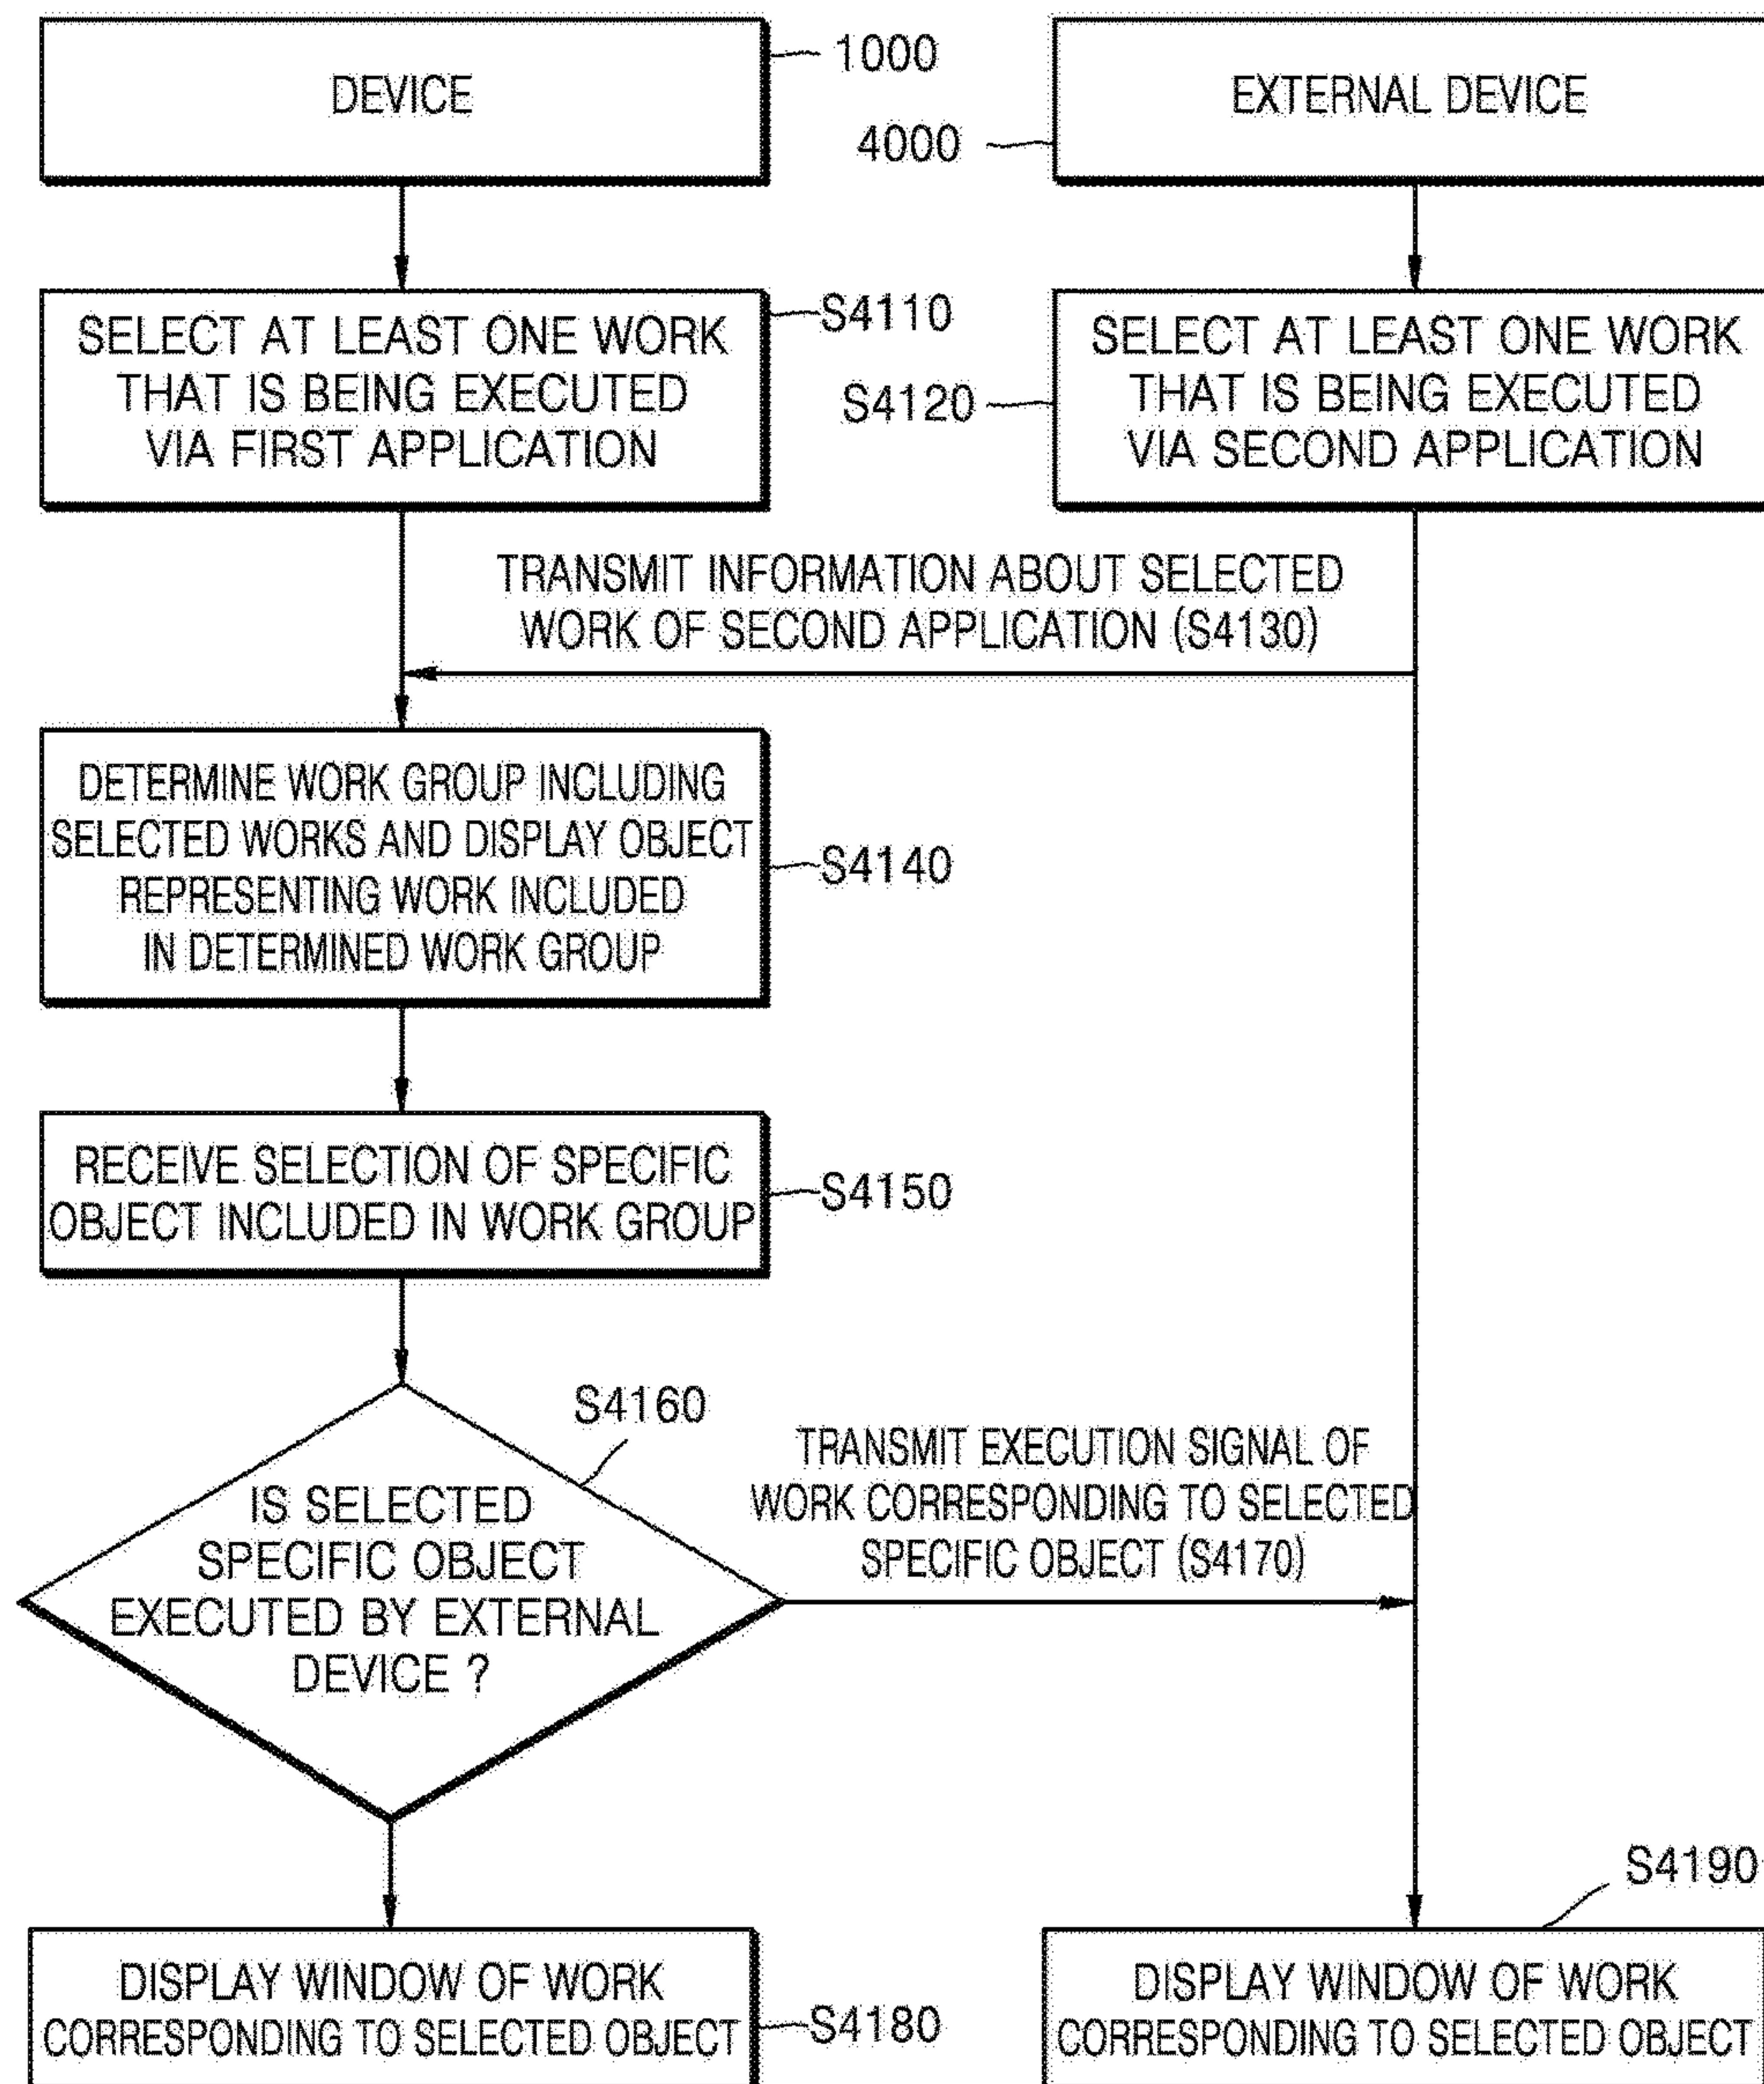 DEVICE
1000
EXTERNAL DEVICE
4000
SELECT AT LEAST ONE WORK
THAT IS BEING EXECUTED
VIA FIRST APPLICATION
S4110
SELECT AT LEAST ONE WORK
THAT IS BEING EXECUTED
VIA SECOND APPLICATION
S4120
TRANSMIT INFORMATION ABOUT SELECTED
WORK OF SECOND APPLICATION (S4130)
DETERMINE WORK GROUP INCLUDING
SELECTED WORKS AND DISPLAY OBJECT
REPRESENTING WORK INCLUDED
IN DETERMINED WORK GROUP
S4140
RECEIVE SELECTION OF SPECIFIC
OBJECT INCLUDED IN WORK GROUP
S4150
S4160
IS SELECTED
SPECIFIC OBJECT
EXECUTED BY EXTERNAL
DEVICE ?
TRANSMIT EXECUTION SIGNAL OF
WORK CORRESPONDING TO SELECTED
SPECIFIC OBJECT (S4170)
DISPLAY WINDOW OF WORK
CORRESPONDING TO SELECTED OBJECT
S4180
S4190
DISPLAY WINDOW OF WORK
CORRESPONDING TO SELECTED OBJECT